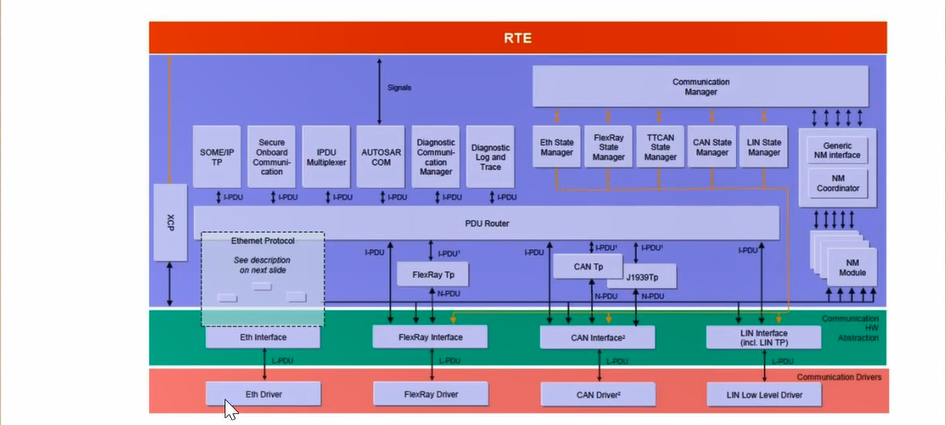 RTE
Signals
Communication
Manager
SOME/IP
TP
Secure
Onboard
Communi-
cation
IPDU
Multiplexer
AUTOSAR
COM
Diagnostic
Communi-
cation
Manager
Diagnostic
Log and
Trace
Eth State
Manager
FlexRay
State
Manager
TTCAN
State
Manager
CAN State
Manager
LIN State
Manager
Generic
NM interface
NM
Coordinator
I-PDU
I-PDU
I-PDU
I-PDU
I-PDU
I-PDU
XCP
PDU Router
Ethernet Protocol
See description
on next slide
I-PDU
I-PDU¹
I-PDU
I-PDU¹
I-PDU¹
I-PDU
FlexRay Tp
CAN Tp
J1939Tp
NM
Module
N-PDU
N-PDU
N-PDU
Communication
HW
Abstraction
Eth Interface
FlexRay Interface
CAN Interface²
LIN Interface
(incl. LIN TP)
L-PDU
L-PDU
L-PDU
L-PDU
Communication Drivers
Eth Driver
FlexRay Driver
CAN Driver²
LIN Low Level Driver